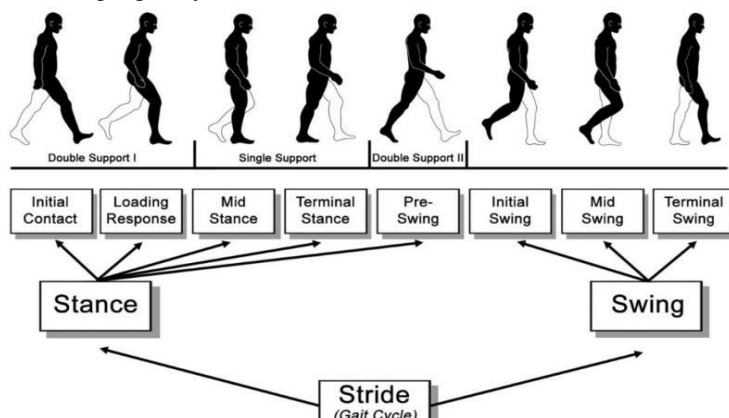 Double Support I
Single Support
Double Support II
Initial
Contact
Loading
Response
Mid
Stance
Terminal
Stance
Pre-
Swing
Initial
Swing
Mid
Swing
Terminal
Swing
Stance
Swing
Stride
(Gait Cycle)